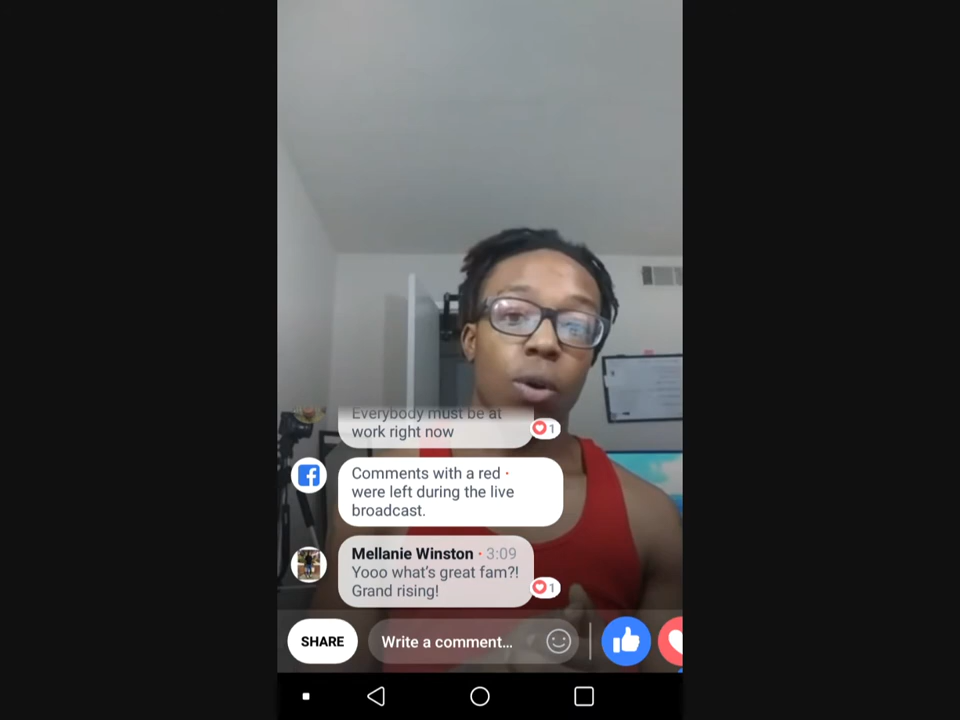 Everybody must be at
work right now
1
Comments with a red ·
were left during the live
broadcast.
Mellanie Winston · 3:09
Yooo what's great fam?!
Grand rising!
1
SHARE
Write a comment...